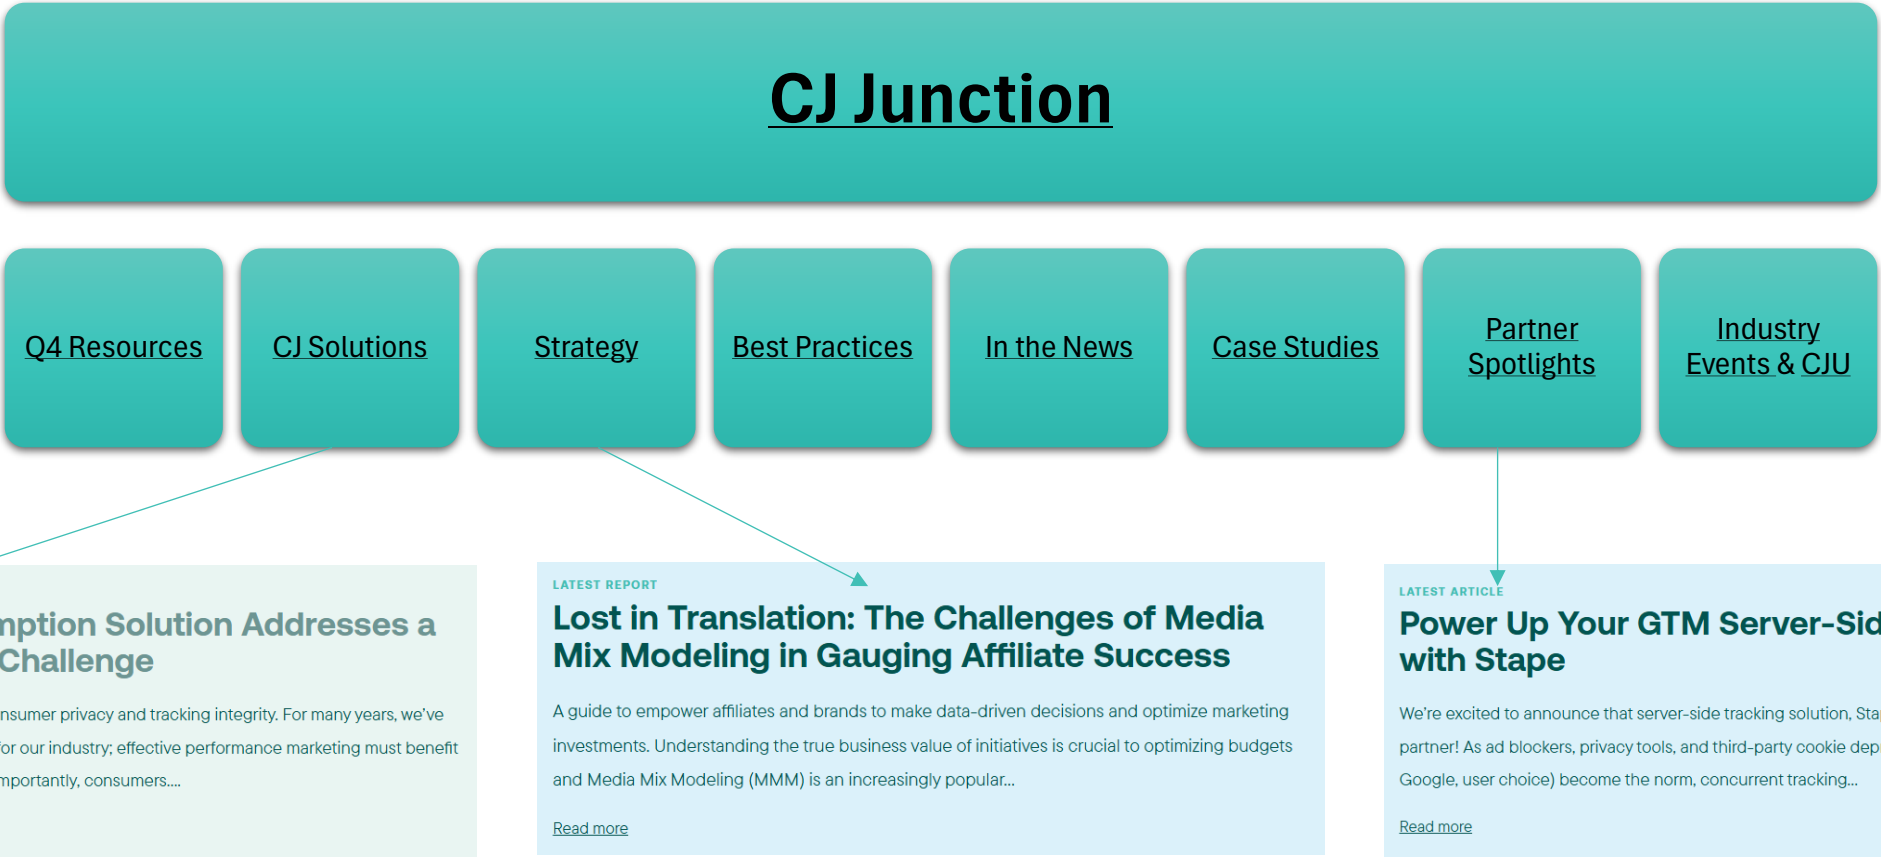 CJ Junction
Q4 Resources
CJ Solutions
Strategy
Best Practices
In the News
Case Studies
Partner
Spotlights
Industry
Events & CJU
Solution Addresses a
Challenge
privacy and tracking integrity. For many years, we've
for our industry; effective performance marketing must benefit
consumers....
LATEST REPORT
Lost in Translation: The Challenges of Media
Mix Modeling in Gauging Affiliate Success
A guide to empower affiliates and brands to make data-driven decisions and optimize marketing
investments. Understanding the true business value of initiatives is crucial to optimizing budgets
and Media Mix Modeling (MMM) is an increasingly popular...
Read more
LATEST ARTICLE
Power Up Your GTM
with Stape
We're excited to announce that server-side tracking solution,
partner! As ad blockers, privacy tools, and third-party cookie
Google, user choice) become the norm, concurrent tracking...
Read more